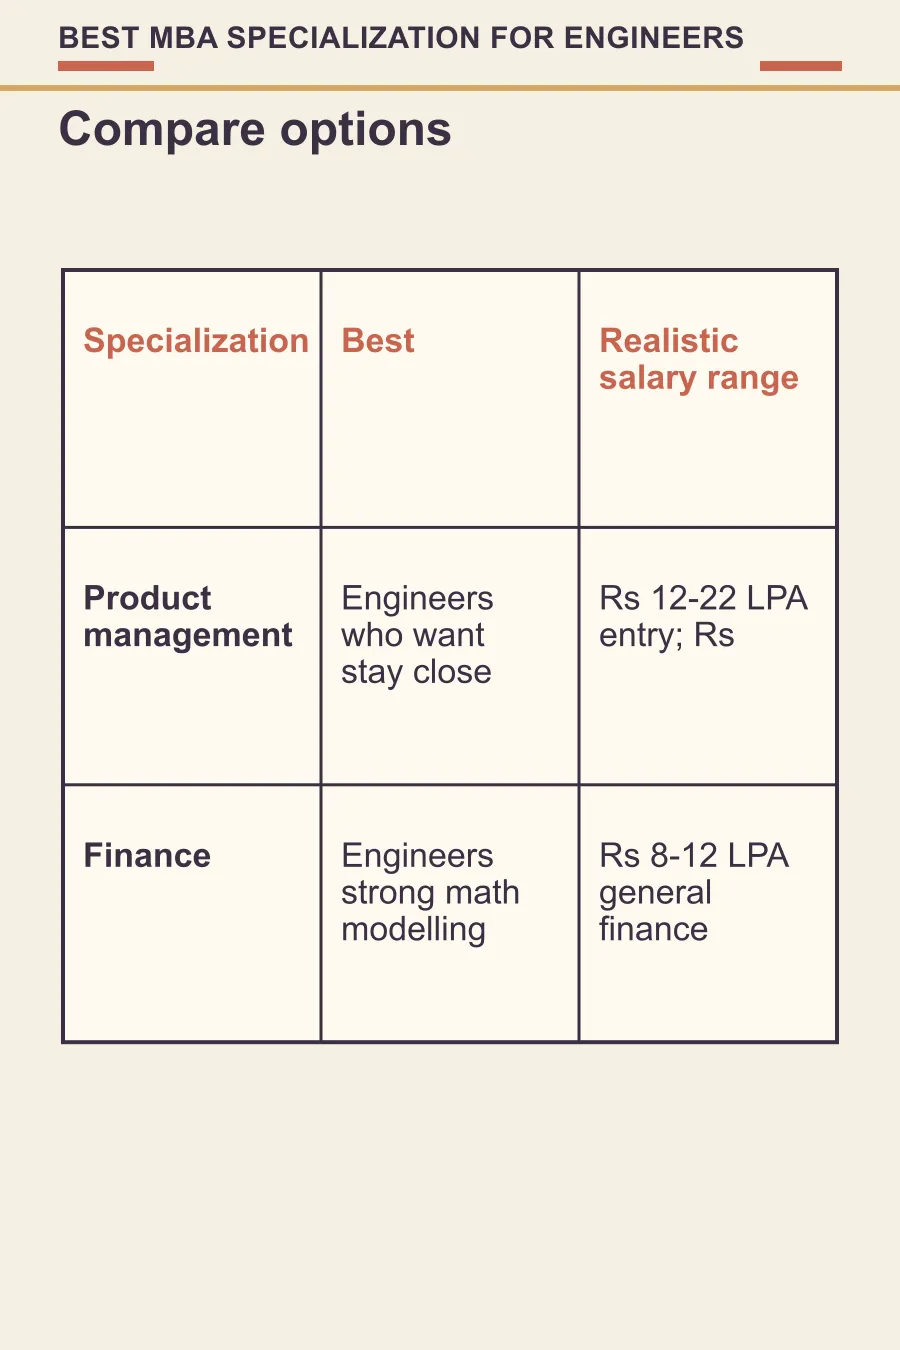 BEST MBA SPECIALIZATION FOR ENGINEERS
Compare options
Specialization
Best
Realistic
salary range
Product
management
Engineers
who want
stay close
Rs 12-22 LPA
entry; Rs
Finance
Engineers
strong math
modelling
Rs 8-12 LPA
general
finance